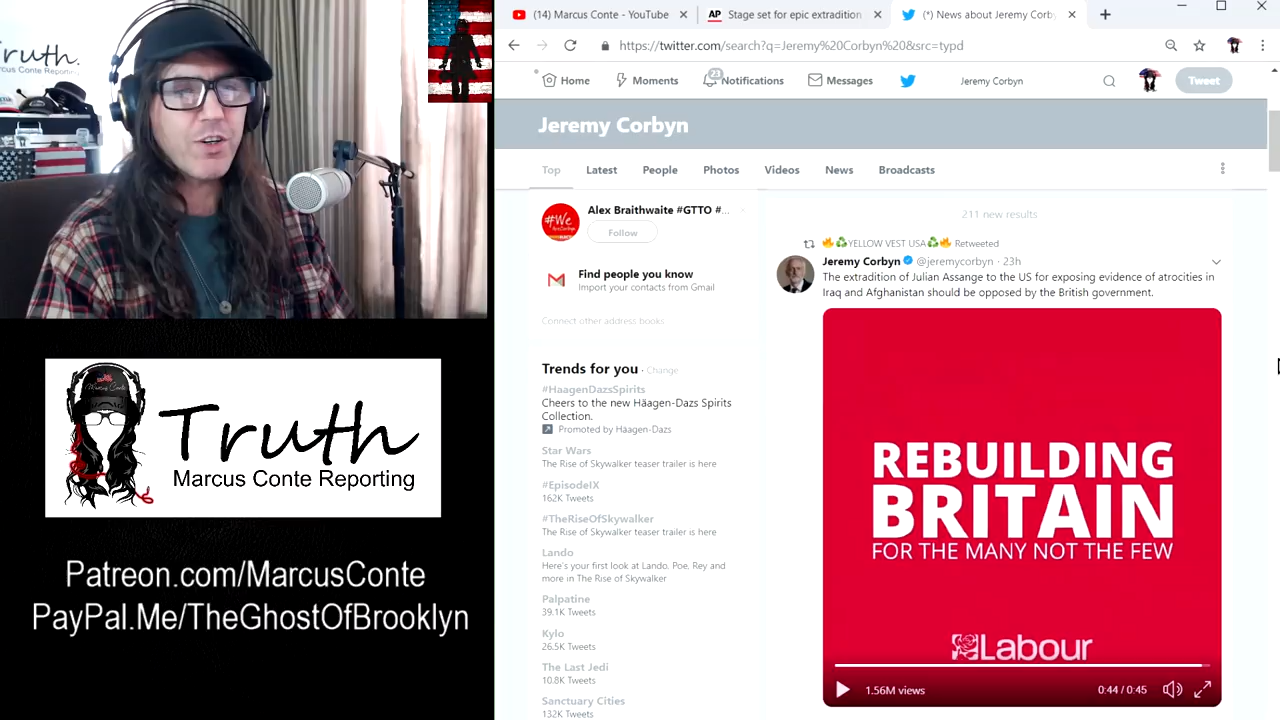 Truth.
Marcus Conte Reporting
Truth
Marcus Conte Reporting
Patreon.com/MarcusConte
PayPal.Me/TheGhostOfBrooklyn
(14) Marcus Conte - YouTube
AP Stage set for epic extradition
(*) News about Jeremy Corby
https://twitter.com/search?q=Jeremy%20Corbyn%20&src=typd
Home
Moments
23
Notifications
Messages
Jeremy Corbyn
Tweet
Jeremy Corbyn
Top
Latest
People
Photos
Videos
News
Broadcasts
#We
Alex Braithwaite #GTTO #...
Follow
Find people you know
Import your contacts from Gmail
Connect other address books
Trends for you · Change
#HaagenDazsSpirits
Cheers to the new Häagen-Dazs Spirits
Collection.
Promoted by Häagen-Dazs
Star Wars
The Rise of Skywalker teaser trailer is here
#EpisodeIX
162K Tweets
#TheRiseOfSkywalker
The Rise of Skywalker teaser trailer is here
Lando
Here's your first look at Lando, Poe, Rey and
more in The Rise of Skywalker
Palpatine
39.1K Tweets
Kylo
26.5K Tweets
The Last Jedi
10.8K Tweets
Sanctuary Cities
132K Tweets
211 new results
🔥♻️YELLOW VEST USA♻️🔥 Retweeted
Jeremy Corbyn @jeremycorbyn · 23h
The extradition of Julian Assange to the US for exposing evidence of atrocities in
Iraq and Afghanistan should be opposed by the British government.
REBUILDING
BRITAIN
FOR THE MANY NOT THE FEW
Labour
1.56M views
0:44 / 0:45